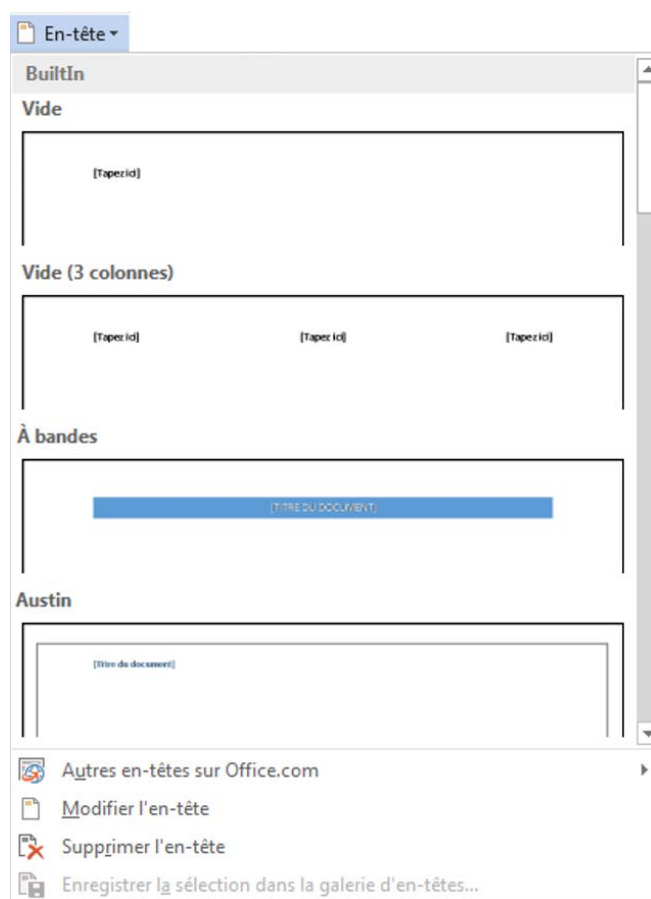 En-tête
BuiltIn
Vide
[Tapez ici]
Vide (3 colonnes)
[Tapez ici] [Tapez ici] [Tapez ici]
À bandes
[TITRE DU DOCUMENT]
Austin
[Titre du document]
Autres en-têtes sur Office.com
Modifier l'en-tête
Supprimer l'en-tête
Enregistrer la sélection dans la galerie d'en-têtes...